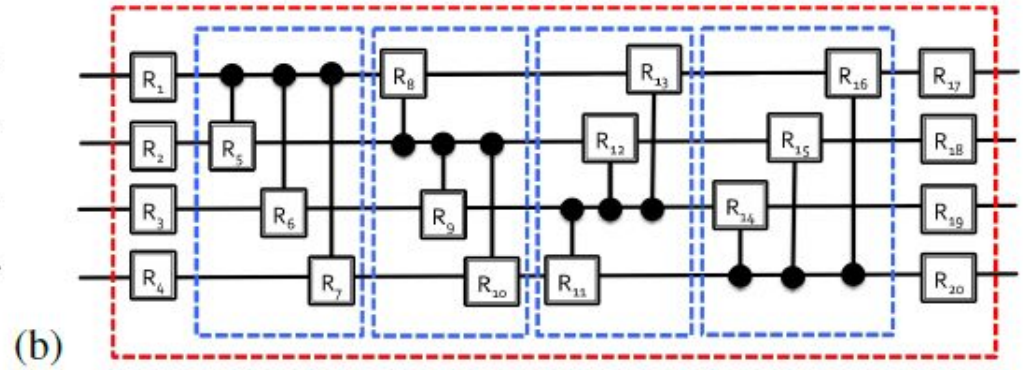 R₁ R₈ R₁₃ R₁₆ R₁₇
R₂ R₅ R₁₂ R₁₅ R₁₈
R₃ R₆ R₉ R₁₄ R₁₉
R₄ R₇ R₁₀ R₁₁ R₂₀
(b)